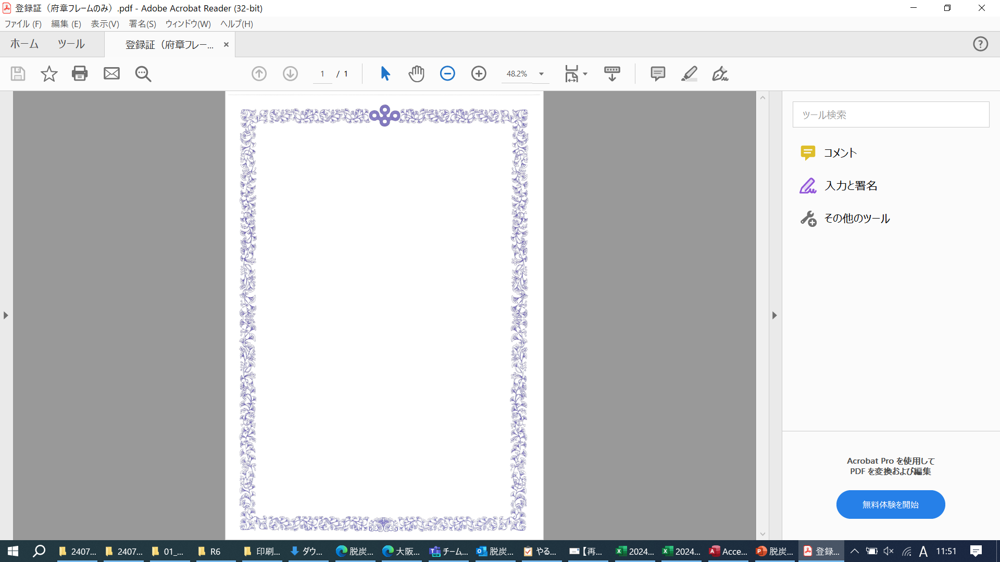 登録証（府章フレームのみ）.pdf - Adobe Acrobat Reader (32-bit)
ファイル (F) 編集 (E) 表示(V) 署名(S) ウィンドウ(W) ヘルプ(H)
ホーム ツール 登録証（府章フレー... ×
1 / 1 48.2%
ツール検索
コメント
入力と署名
その他のツール
Acrobat Pro を使用して
PDF を変換および編集
無料体験を開始
2407... 2407... 01_... R6 印刷... ダウ... 脱炭... 大阪... チーム... 脱炭... やる... 【再... 2024... 2024... Acce... 脱炭... 登録... A 11:51